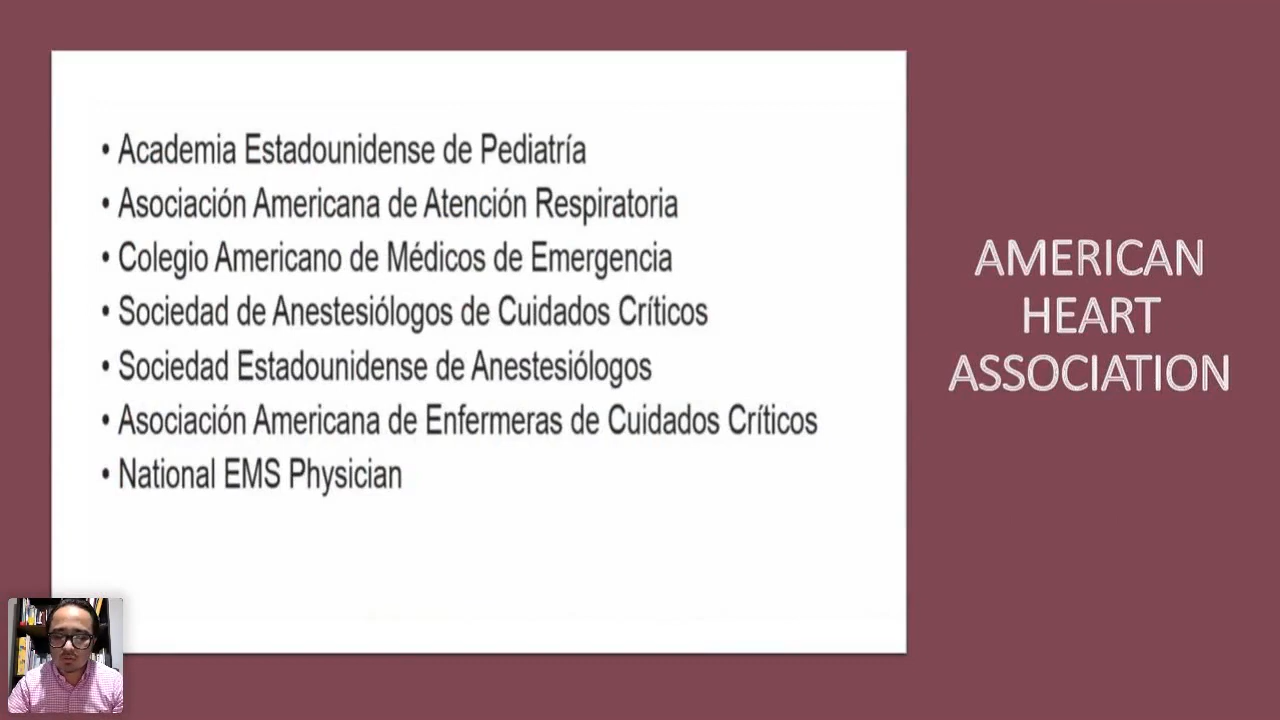 • Academia Estadounidense de Pediatría
• Asociación Americana de Atención Respiratoria
• Colegio Americano de Médicos de Emergencia
• Sociedad de Anestesiólogos de Cuidados Críticos
• Sociedad Estadounidense de Anestesiólogos
• Asociación Americana de Enfermeras de Cuidados Críticos
• National EMS Physician
AMERICAN
HEART
ASSOCIATION